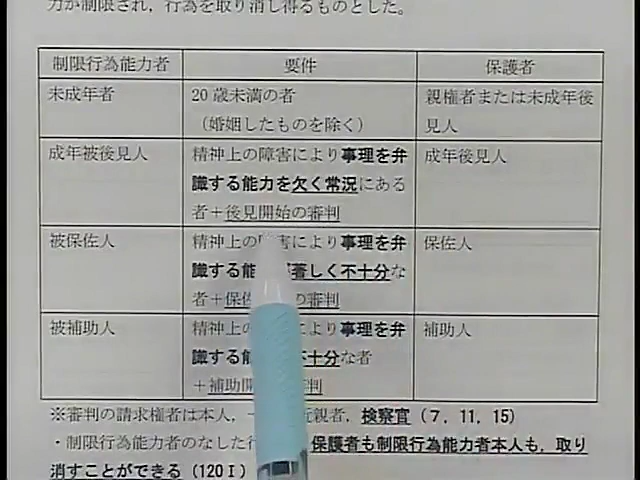 力が制限され，行為を取り消し得るものとした。
制限行為能力者 要件 保護者
未成年者
20歳未満の者
（婚姻したものを除く）
親権者または未成年後
見人
成年被後見人
精神上の障害により事理を弁
識する能力を欠く常況にある
者＋後見開始の審判
成年後見人
被保佐人
精神上の 害により事理を弁
識する能 著しく不十分な
者＋保佐 の審判
保佐人
被補助人
精神上の より事理を弁
識する能 不十分な者
＋補助開 判
補助人
※審判の請求権者は本人， 近親者，検察官（7，11，15）
・制限行為能力者のなした行 保護者も制限行為能力者本人も，取り
消すことができる（120Ⅰ）